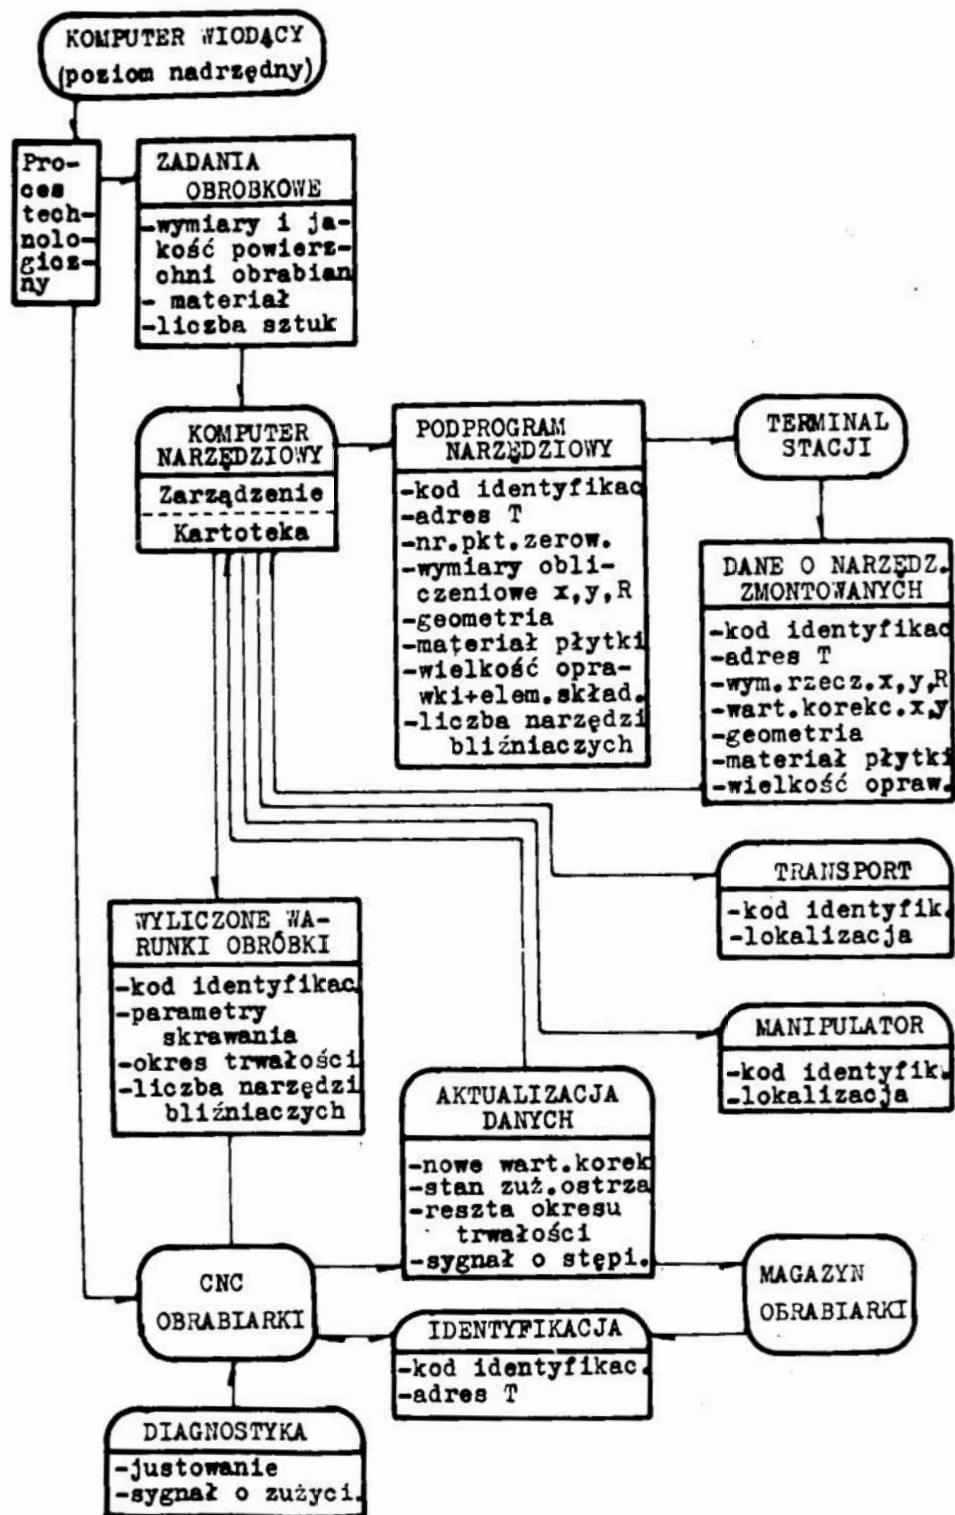 KOMPUTER WIODĄCY
(poziom nadrzędny)
Pro-
ces
tech-
nolo-
gicz-
ny
ZADANIA
OBROBKOWE
-wymiary i ja-
kość powierz-
chni obrabian
- materiał
-liczba sztuk
KOMPUTER
NARZĘDZIOWY
Zarządzenie
Kartoteka
PODPROGRAM
NARZĘDZIOWY
-kod identyfikac
-adres T
-nr.pkt.zerow.
-wymiary obli-
czeniowe x,y,R
-geometria
-materiał płytki
-wielkość opra-
wki+elem.skład.
-liczba narzędzi
bliźniaczych
TERMINAL
STACJI
DANE O NARZĘDZ.
ZMONTOWANYCH
-kod identyfikac
-adres T
-wym.rzecz.x,y,R
-wart.korekc.x,y
-geometria
-materiał płytki
-wielkość opraw.
TRANSPORT
-kod identyfik.
-lokalizacja
WYLICZONE WA-
RUNKI OBRÓBKI
-kod identyfikac.
-parametry
skrawania
-okres trwałości
-liczba narzędzi
bliźniaczych
MANIPULATOR
-kod identyfik.
-lokalizacja
AKTUALIZACJA
DANYCH
-nowe wart.korek
-stan zuż.ostrza
-reszta okresu
trwałości
-sygnał o stępi.
CNC
OBRABIARKI
MAGAZYN
OBRABIARKI
IDENTYFIKACJA
-kod identyfikac.
-adres T
DIAGNOSTYKA
-justowanie
-sygnał o zużyci.